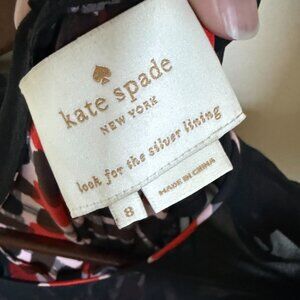 kate spade
NEW YORK
look for the silver lining
8
MADE IN CHINA